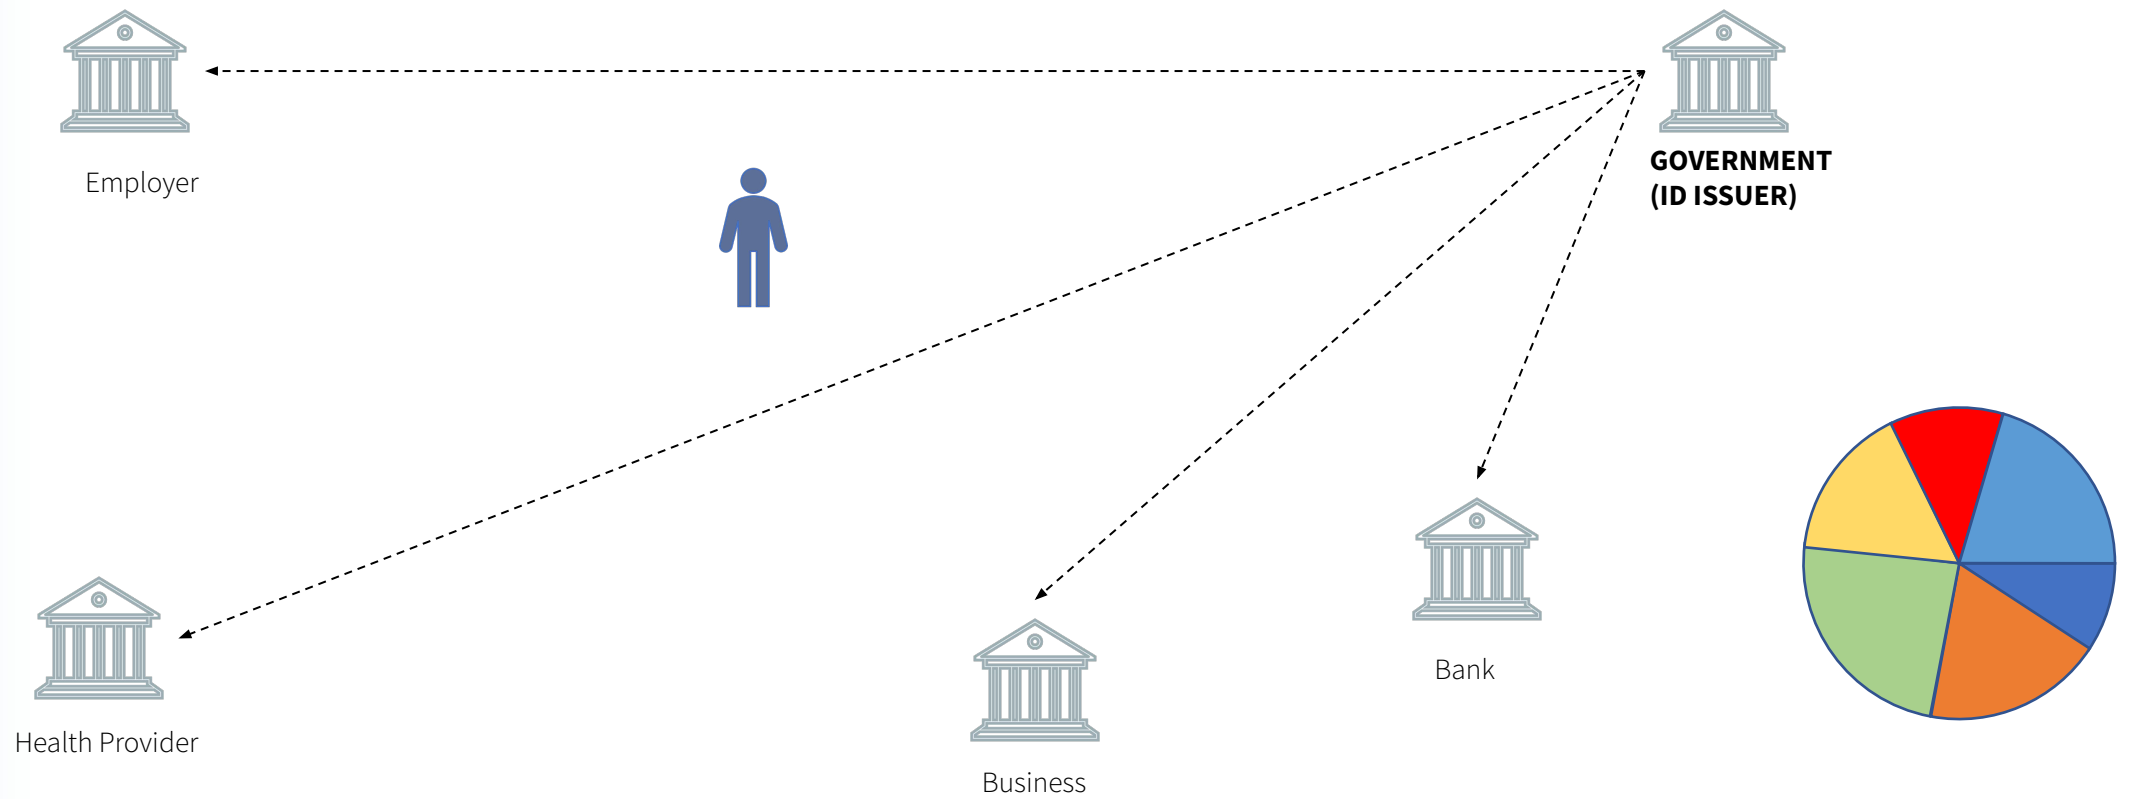 Employer
GOVERNMENT
(ID ISSUER)
Bank
Health Provider
Business